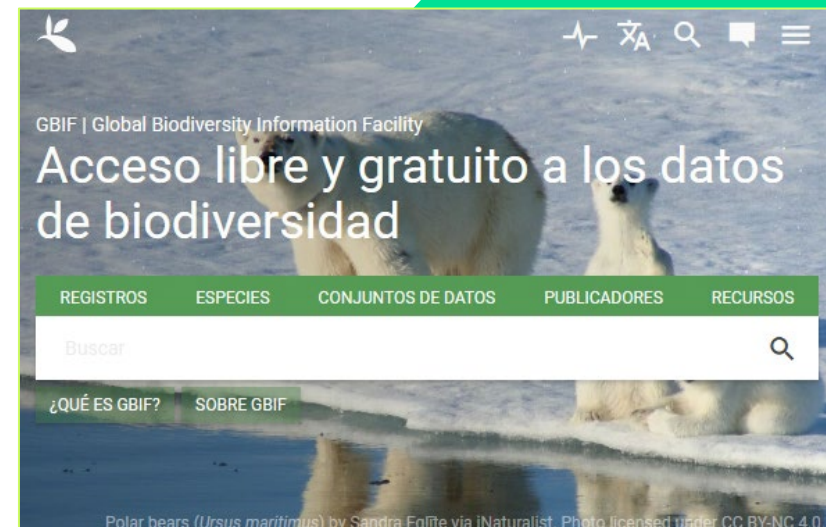 GBIF | Global Biodiversity Information Facility
Acceso libre y gratuito a los datos
de biodiversidad
REGISTROS ESPECIES CONJUNTOS DE DATOS PUBLICADORES RECURSOS
Buscar
¿QUÉ ES GBIF? SOBRE GBIF
Polar bears (Ursus maritimus) by Sandra via iNaturalist. Photo licensed under CC BY-NC 4.0